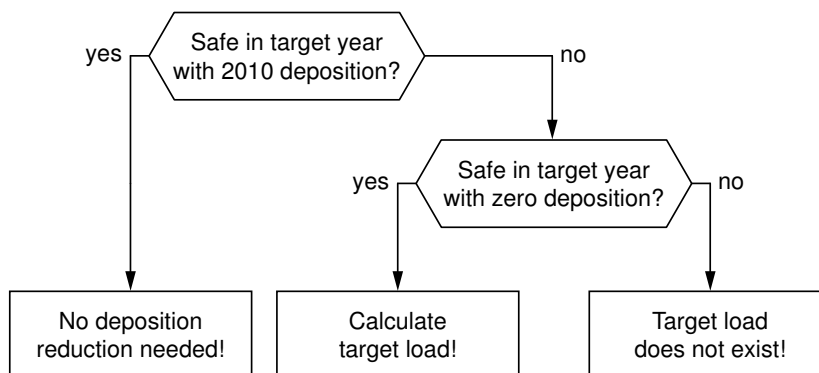 Safe in target year
with 2010 deposition?
yes
no
Safe in target year
with zero deposition?
yes
no
No deposition
reduction needed!
Calculate
target load!
Target load
does not exist!